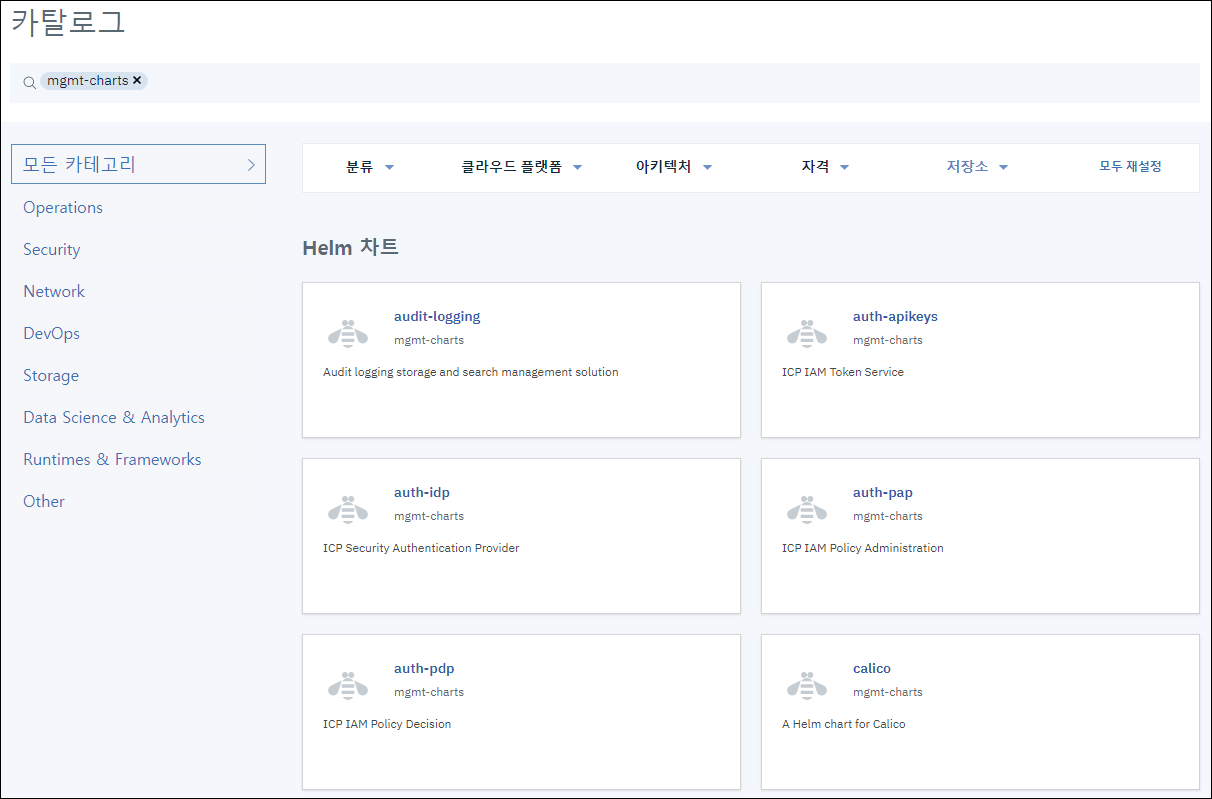 카탈로그
mgmt-charts ×
모든 카테고리
Operations
Security
Network
DevOps
Storage
Data Science & Analytics
Runtimes & Frameworks
Other
분류 클라우드 플랫폼 아키텍처 자격 저장소 모두 재설정
Helm 차트
audit-logging
mgmt-charts
Audit logging storage and search management solution
auth-apikeys
mgmt-charts
ICP IAM Token Service
auth-idp
mgmt-charts
ICP Security Authentication Provider
auth-pap
mgmt-charts
ICP IAM Policy Administration
auth-pdp
mgmt-charts
ICP IAM Policy Decision
calico
mgmt-charts
A Helm chart for Calico